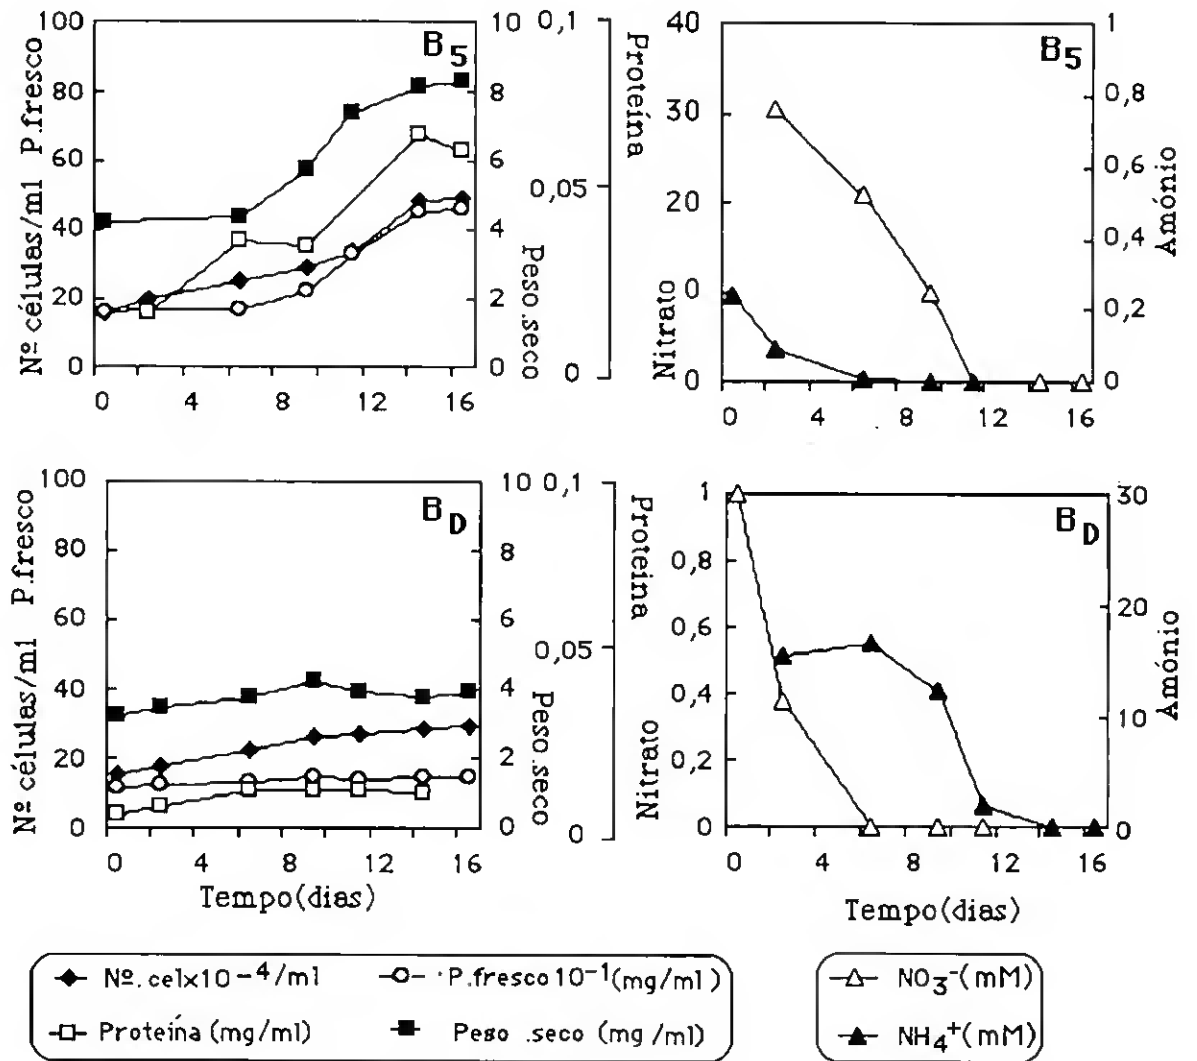 Nº células/ml P.fresco
100
80
60
40
20
0
0 4 8 12 16
B5
10
8
6
4
2
0
Peso .seco
0,1
0,05
0
Proteína
40
30
20
10
0
Nitrato
0 4 8 12 16
B5
1
0,8
0,6
0,4
0,2
0
Amónio
Nº células/ml P.fresco
100
80
60
40
20
0
0 4 8 12 16
Tempo(dias)
BD
10
8
6
4
2
0
Peso .seco
0,1
0,05
0
Proteina
1
0,8
0,6
0,4
0,2
0
Nitrato
0 4 8 12 16
Tempo(dias)
BD
30
20
10
0
Amónio
Nº.celx10-4/ml
P.fresco10-1(mg/ml)
Proteína (mg/ml)
Peso .seco (mg/ml)
NO3-(mM)
NH4+(mM)